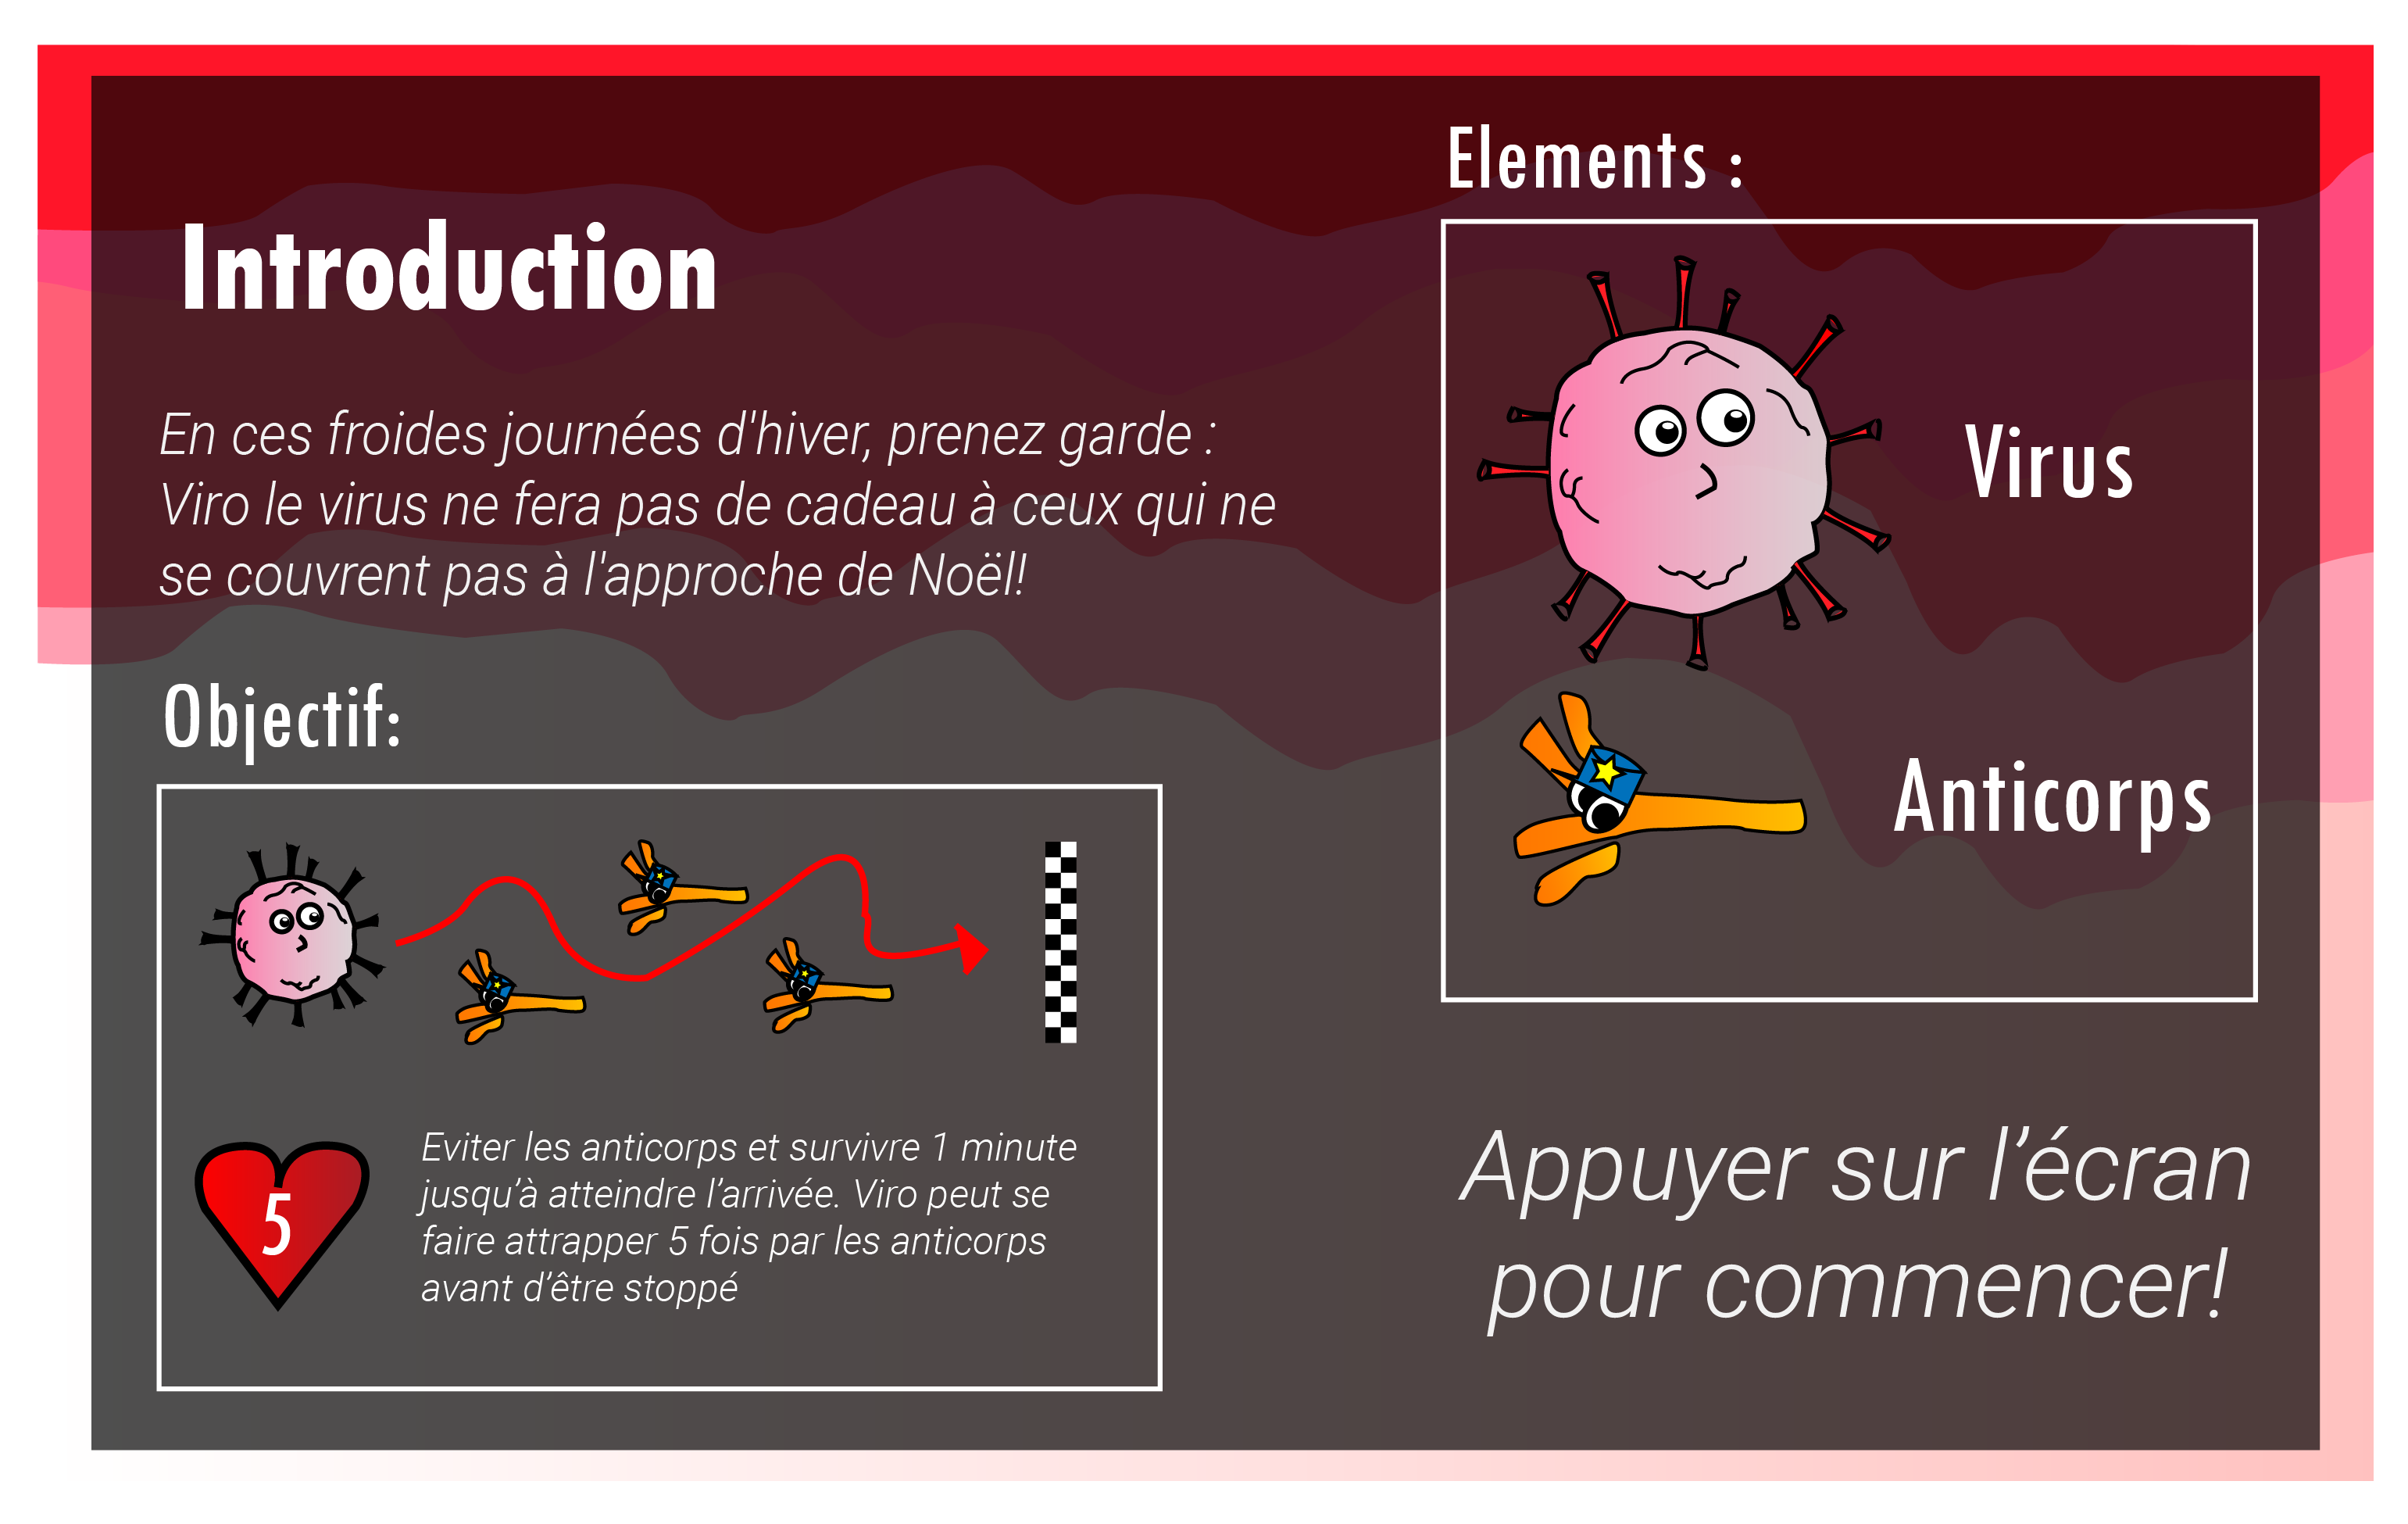 Introduction
En ces froides journées d'hiver, prenez garde :
Viro le virus ne fera pas de cadeau à ceux qui ne
se couvrent pas à l'approche de Noël!
Objectif:
5
Eviter les anticorps et survivre 1 minute
jusqu’à atteindre l’arrivée. Viro peut se
faire attrapper 5 fois par les anticorps
avant d’être stoppé
Elements :
Virus
Anticorps
Appuyer sur l’écran
pour commencer!